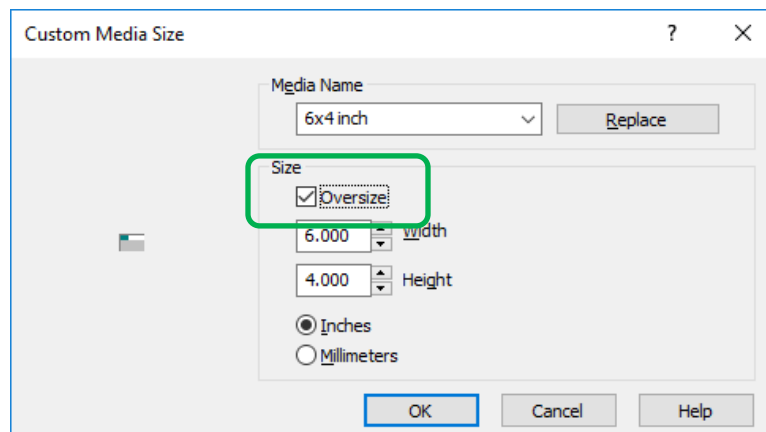 Custom Media Size ?
Media Name
6x4 inch Replace
Size
Oversize
6.000 Width
4.000 Height
Inches
Millimeters
OK Cancel Help